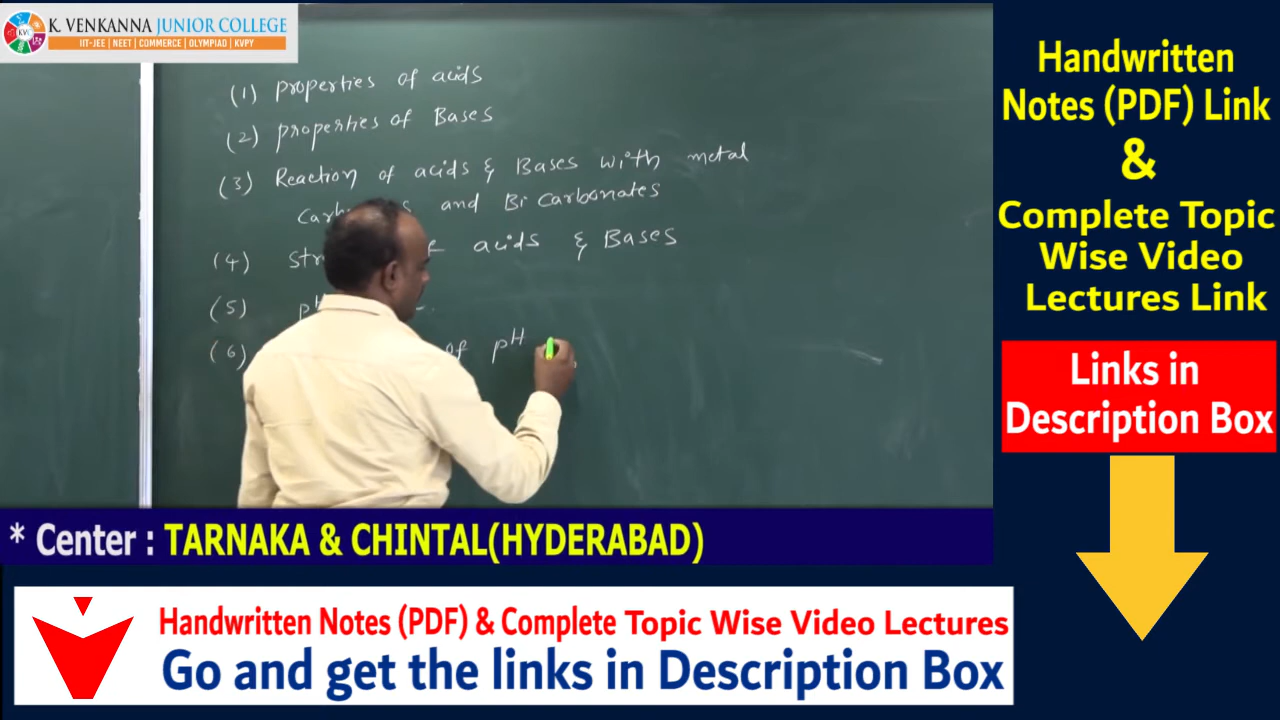 K. VENKANNA JUNIOR COLLEGE
IIT-JEE | NEET | COMMERCE | OLYMPIAD | KVPY
(1) properties of acids
(2) properties of Bases
(3) Reaction of acids & Bases with metal
and Bi carbonates
(4) acids & Bases
(5)
(6) of pH
* Center : TARNAKA & CHINTAL(HYDERABAD)
Handwritten Notes (PDF) & Complete Topic Wise Video Lectures
Go and get the links in Description Box
Handwritten
Notes (PDF) Link
&
Complete Topic
Wise Video
Lectures Link
Links in
Description Box